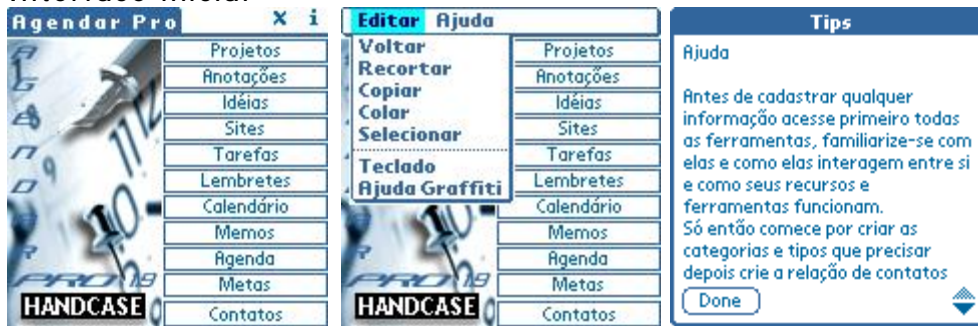 Agendar Pro X i
Projetos
Anotações
Idéias
Sites
Tarefas
Lembretes
Calendário
Memos
Agenda
Metas
Contatos
HANDCASE
Editar Ajuda
Voltar
Recortar
Copiar
Colar
Selecionar
Teclado
Ajuda Graffiti
Projetos
Anotações
Idéias
Sites
Tarefas
Lembretes
Calendário
Memos
Agenda
Metas
Contatos
HANDCASE
Tips
Ajuda
Antes de cadastrar qualquer
informação acesse primeiro todas
as ferramentas, familiarize-se com
elas e como elas interagem entre si
e como seus recursos e
ferramentas funcionam.
Só então comece por criar as
categorias e tipos que precisar
depois crie a relação de contatos
Done